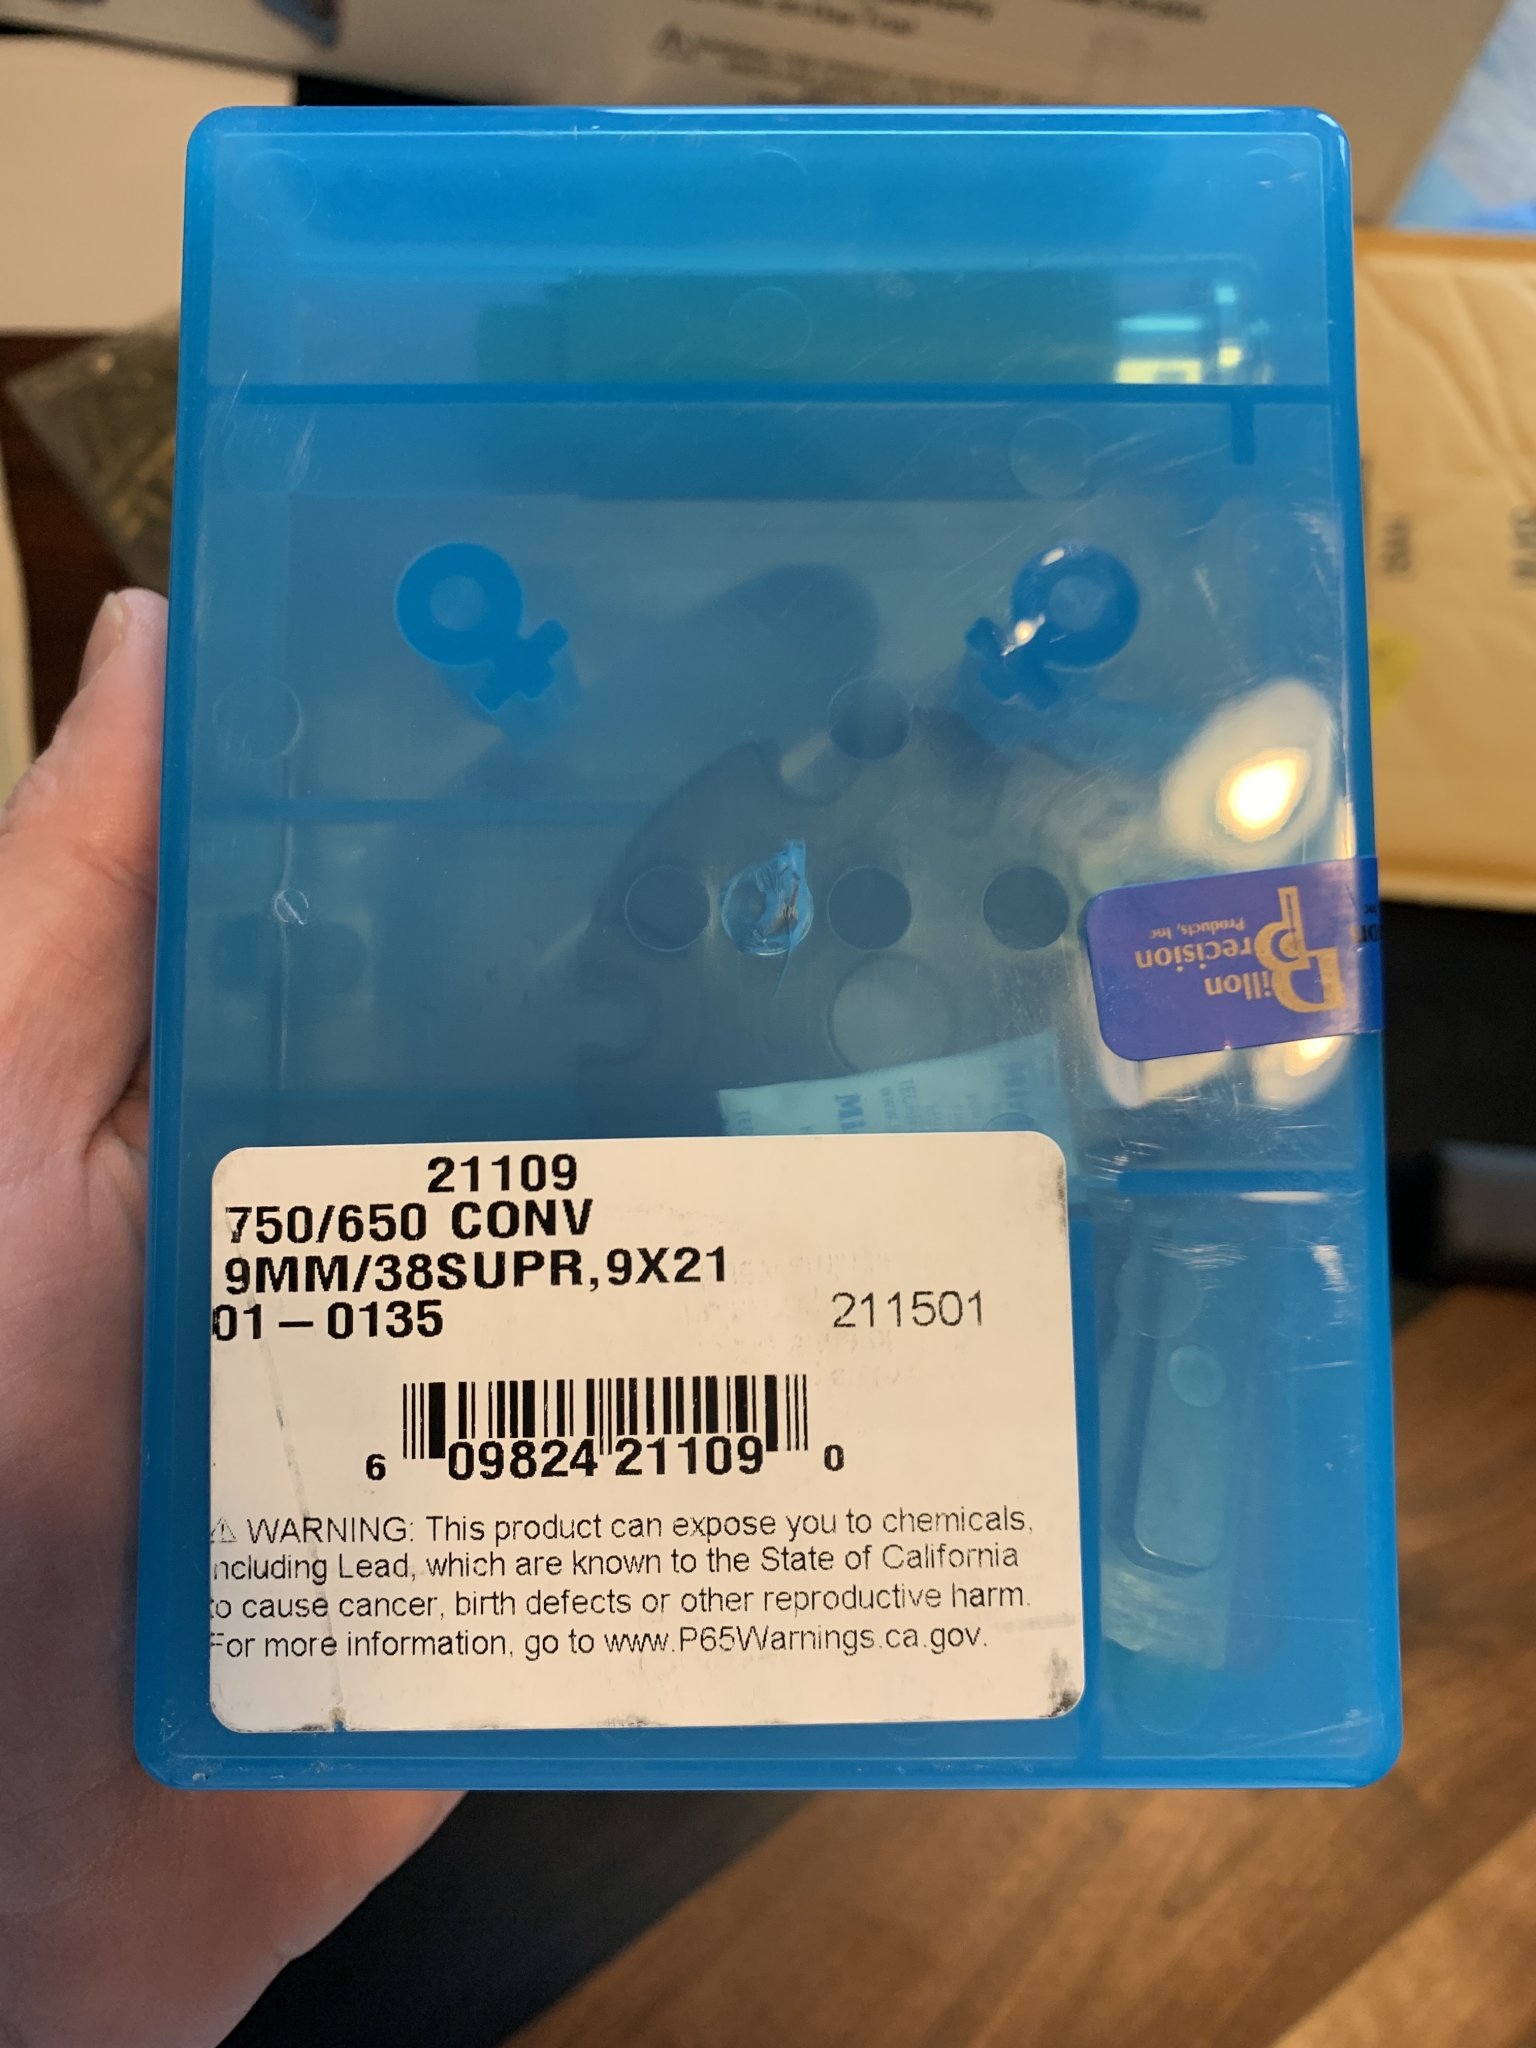 21109
750/650 CONV
9MM/38SUPR,9X21
01-0135 211501
6 09824 21109 0
⚠ WARNING: This product can expose you to chemicals,
including Lead, which are known to the State of California
to cause cancer, birth defects or other reproductive harm.
For more information, go to www.P65Warnings.ca.gov.
Dillon
Precision
Products, Inc